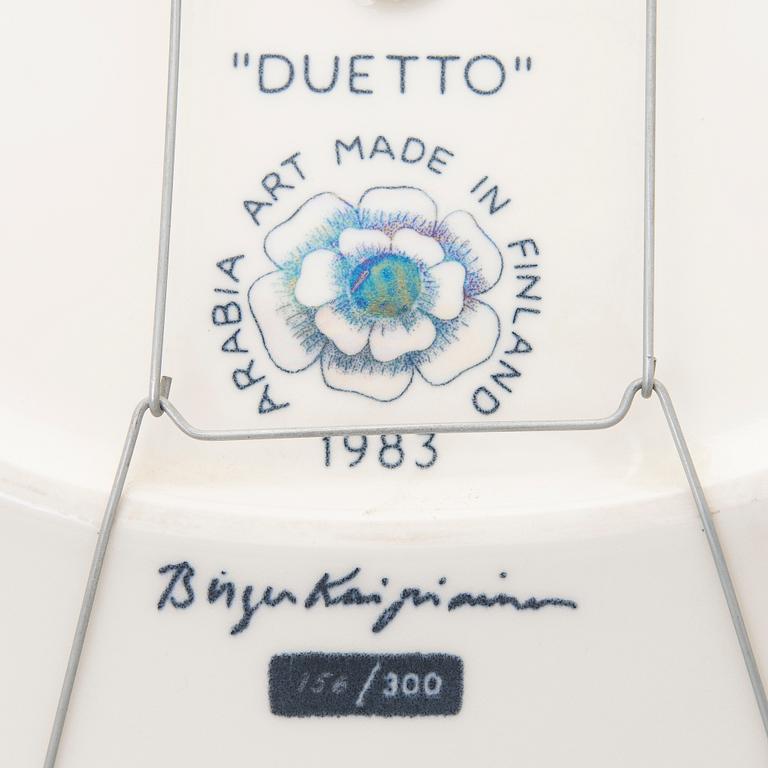 "DUETTO"
ARABIA ART MADE IN FINLAND
1983
Birger Kaipiainen
156/300